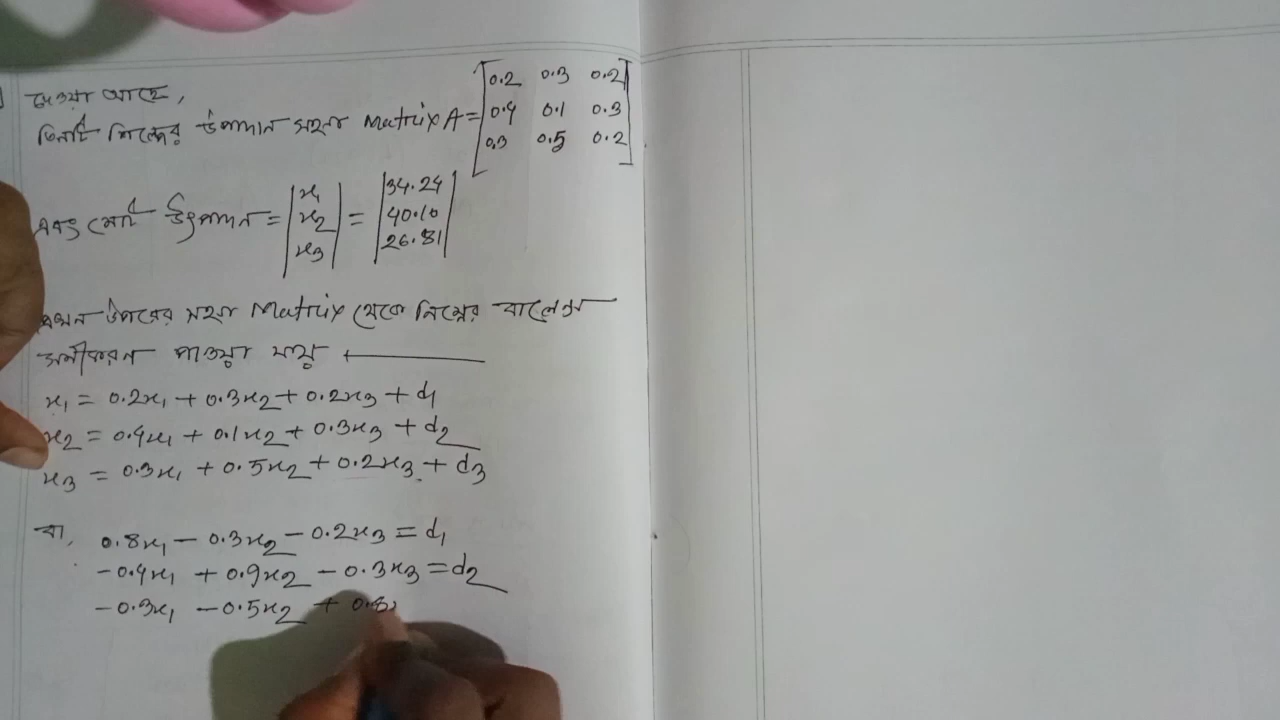 দেওয়া আছে,
তিনটি শিল্পের উপাদান সহগ Matrix A = [0.2 0.3 0.2
0.4 0.1 0.3
0.3 0.5 0.2]
এবং মোট উৎপাদন = |x₁ x₂ x₃| = |34.24 40.10 26.81|
এখন উপরের সহগ Matrix থেকে নিম্নের ব্যালেন্স
সমীকরণ পাওয়া যায়
x₁ = 0.2x₁ + 0.3x₂ + 0.2x₃ + d₁
x₂ = 0.4x₁ + 0.1x₂ + 0.3x₃ + d₂
x₃ = 0.3x₁ + 0.5x₂ + 0.2x₃ + d₃
বা, 0.8x₁ − 0.3x₂ − 0.2x₃ = d₁
−0.4x₁ + 0.9x₂ − 0.3x₃ = d₂
−0.3x₁ − 0.5x₂ + 0.8